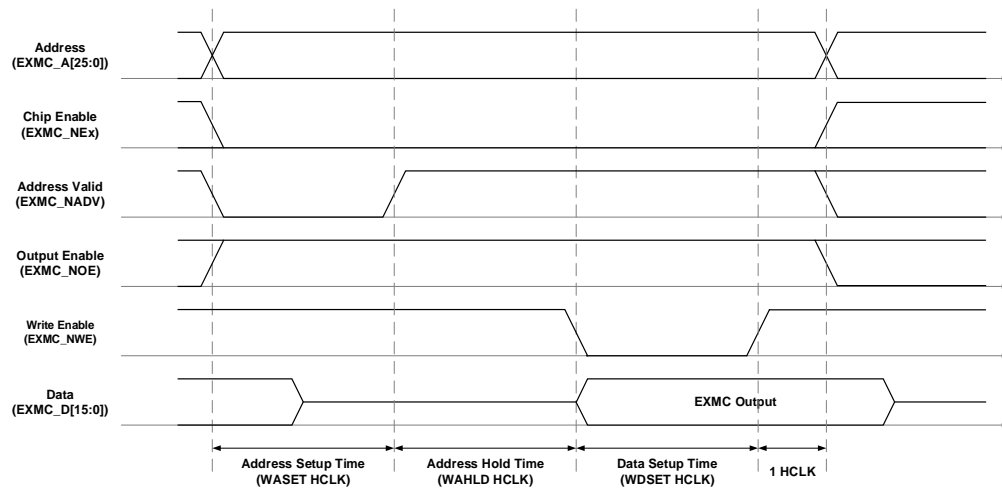 Address
(EXMC_A[25:0])
Chip Enable
(EXMC_NEx)
Address Valid
(EXMC_NADV)
Output Enable
(EXMC_NOE)
Write Enable
(EXMC_NWE)
Data
(EXMC_D[15:0])
EXMC Output
Address Setup Time
(WASET HCLK)
Address Hold Time
(WAHLD HCLK)
Data Setup Time
(WDSET HCLK)
1 HCLK